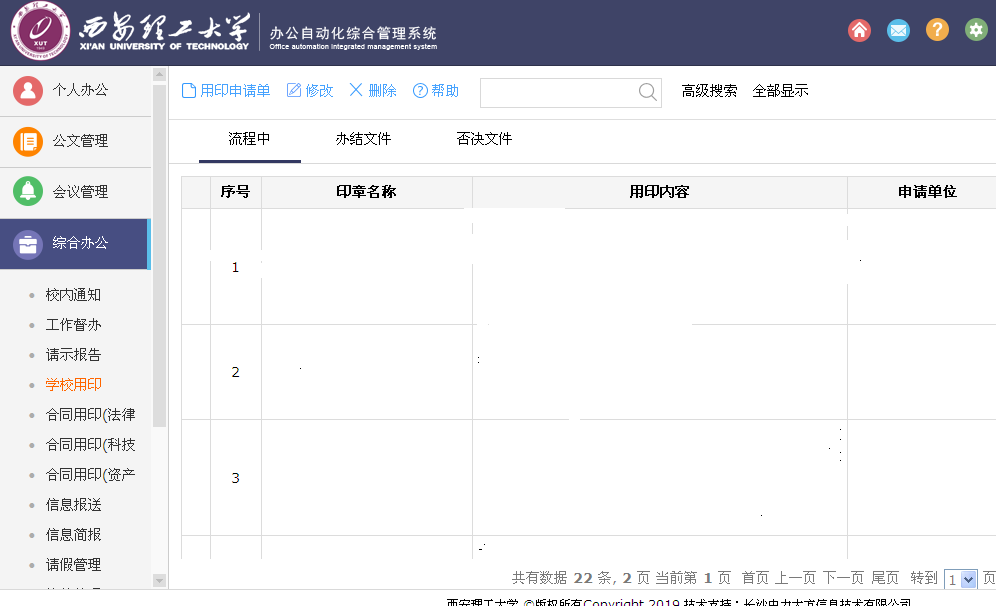 西安理工大学
XI'AN UNIVERSITY OF TECHNOLOGY
办公自动化综合管理系统
Office automation integrated management system
XUT
个人办公
公文管理
会议管理
综合办公
校内通知
工作督办
请示报告
学校用印
合同用印(法律
合同用印(科技
合同用印(资产
信息报送
信息简报
请假管理
用印申请单 修改 删除 帮助 高级搜索 全部显示
流程中 办结文件 否决文件
序号 印章名称 用印内容 申请单位
1
2
3
共有数据 22 条, 2 页 当前第 1 页 首页 上一页 下一页 尾页 转到 1 页
西安理工大学 ©版权所有Copyright 2019 技术支持：长沙电力大方信息技术有限公司